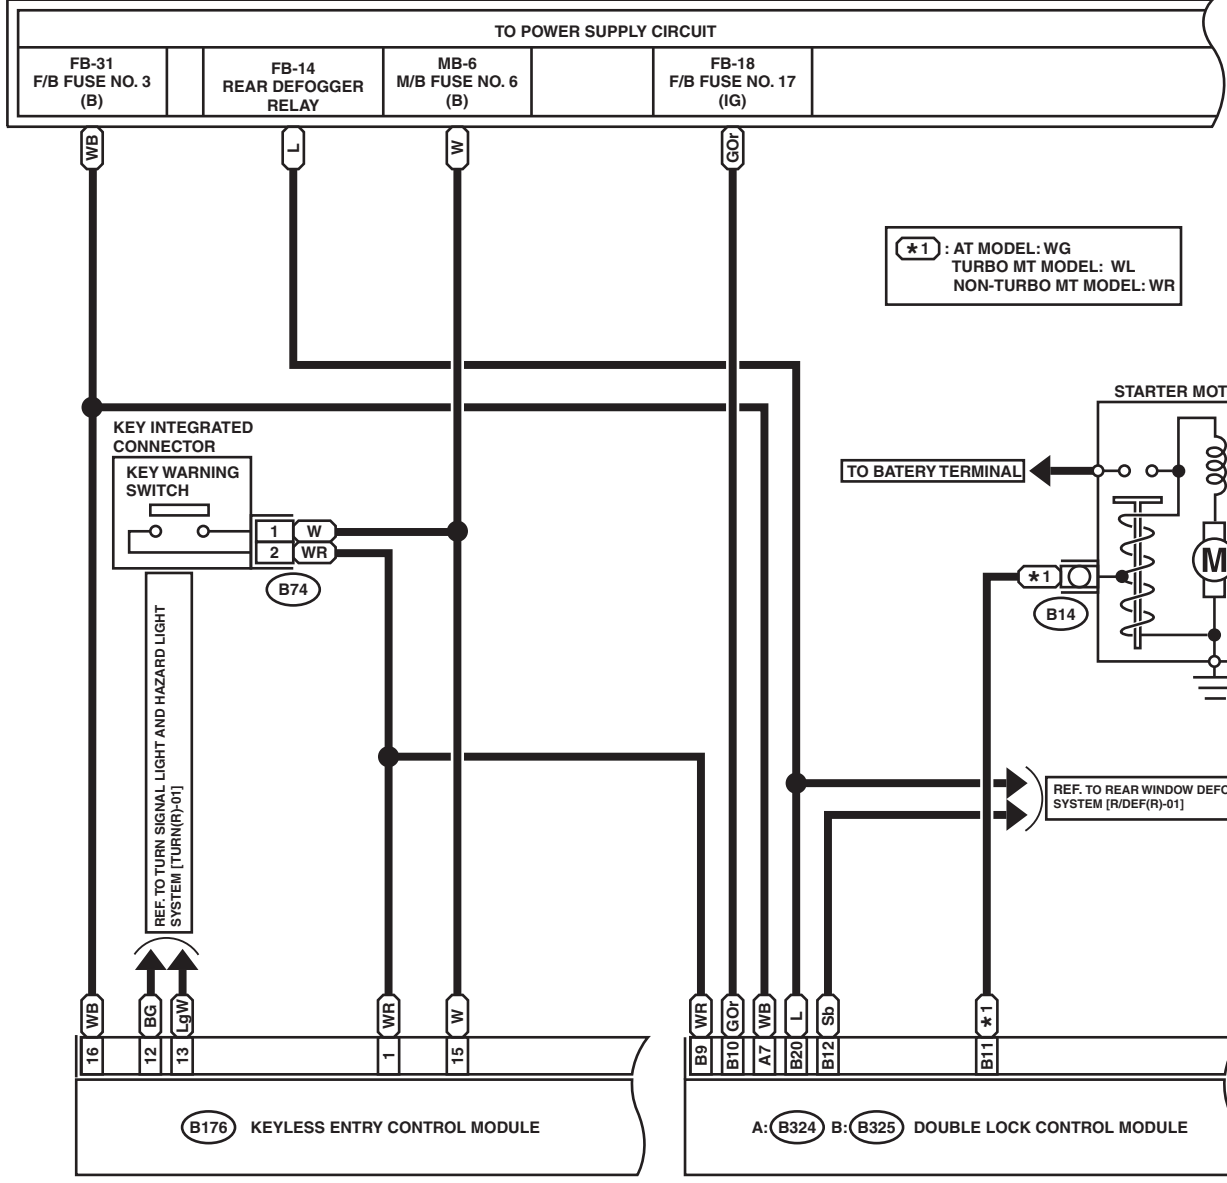 TO POWER SUPPLY CIRCUIT
FB-31
F/B FUSE NO. 3
(B)
FB-14
REAR DEFOGGER
RELAY
MB-6
M/B FUSE NO. 6
(B)
FB-18
F/B FUSE NO. 17
(IG)
WB
L
W
GOr
*1 : AT MODEL: WG
TURBO MT MODEL: WL
NON-TURBO MT MODEL: WR
STARTER MOT
KEY INTEGRATED
CONNECTOR
KEY WARNING
SWITCH
TO BATERY TERMINAL
1 W
2 WR
B74
M
*1
B14
REF. TO TURN SIGNAL LIGHT AND HAZARD LIGHT
SYSTEM [TURN(R)-01]
REF. TO REAR WINDOW DEFO
SYSTEM [R/DEF(R)-01]
WB
BG
LgW
WR
W
WR
GOr
WB
L
Sb
*1
16
12
13
1
15
B9
B10
A7
B20
B12
B11
B176 KEYLESS ENTRY CONTROL MODULE
A: B324 B: B325 DOUBLE LOCK CONTROL MODULE